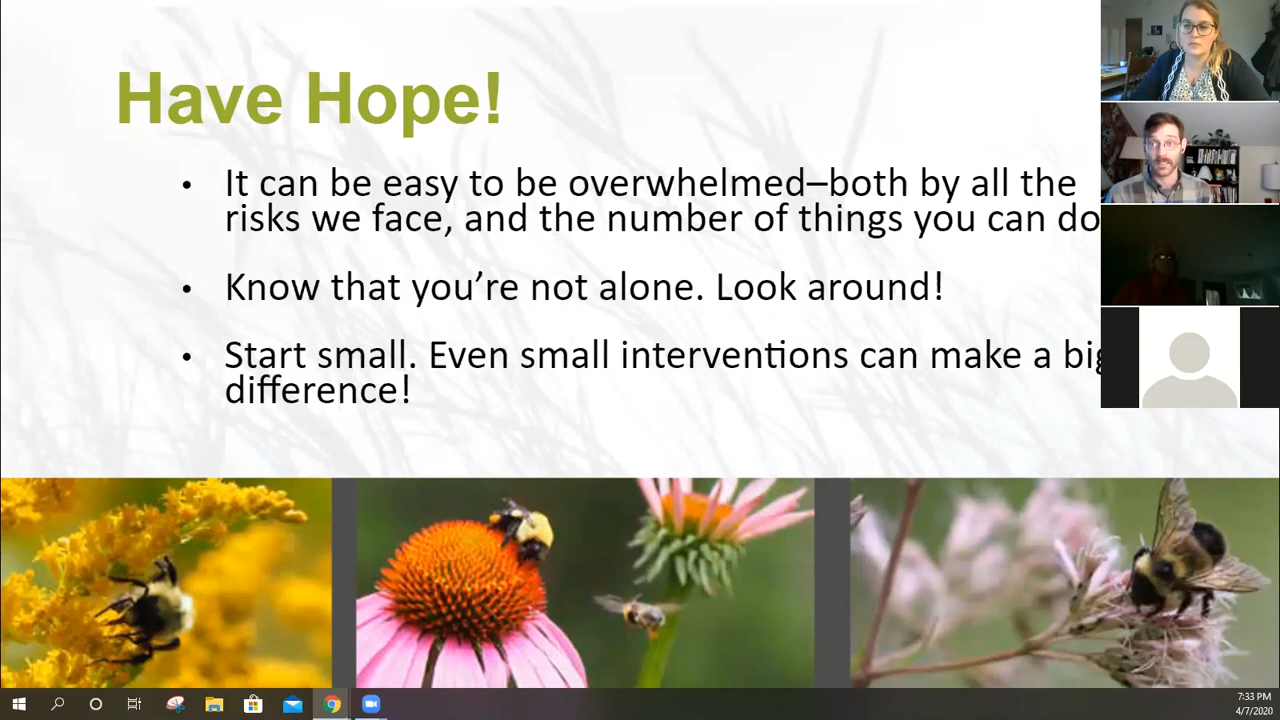 Have Hope!
• It can be easy to be overwhelmed–both by all the
risks we face, and the number of things you can do
• Know that you’re not alone. Look around!
• Start small. Even small interventions can make a big
difference!
7:33 PM
4/7/2020